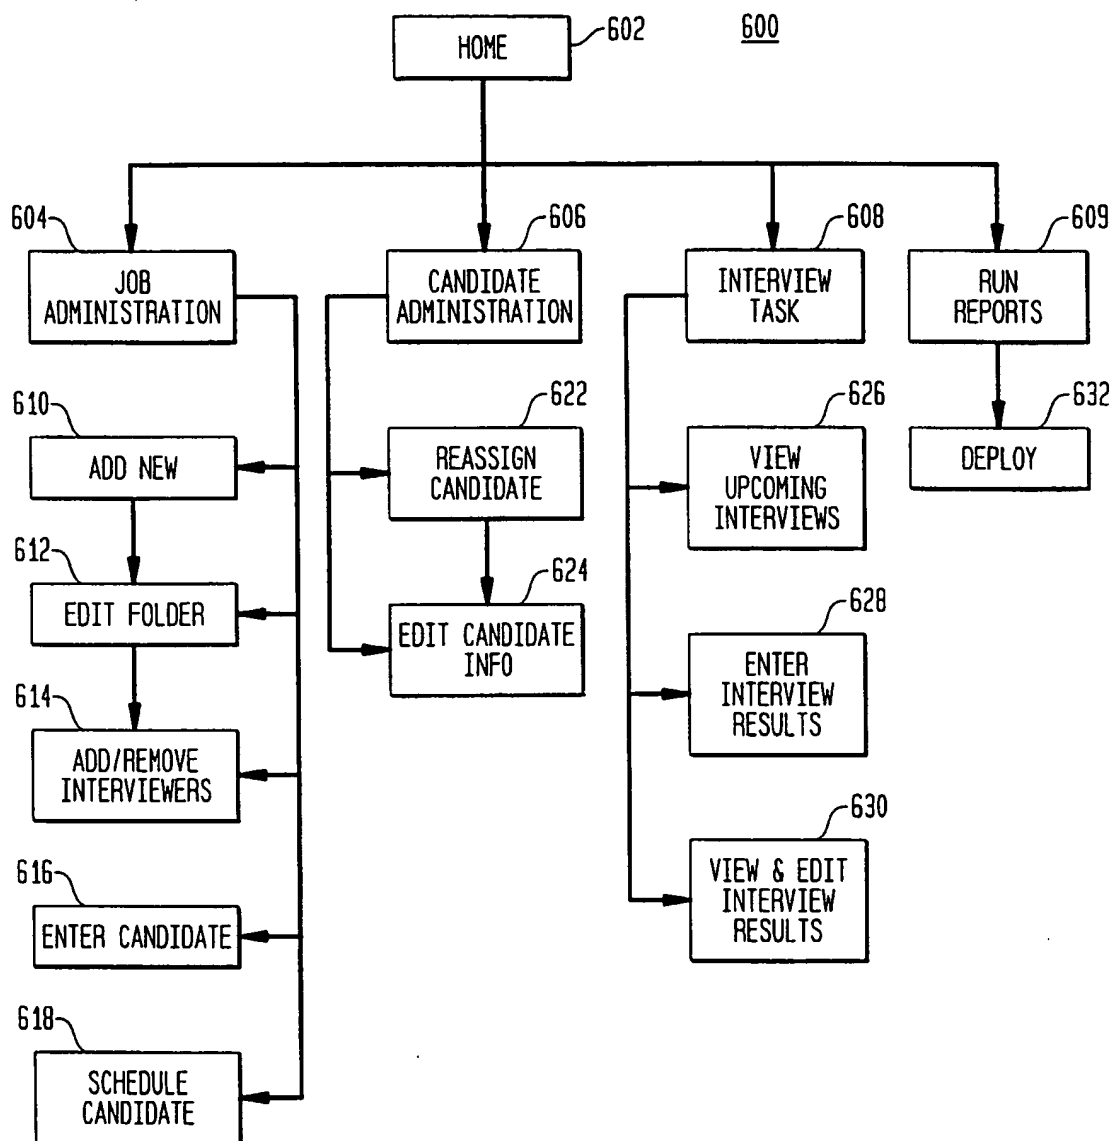 600
602
HOME
604
JOB
ADMINISTRATION
606
CANDIDATE
ADMINISTRATION
608
INTERVIEW
TASK
609
RUN
REPORTS
610
ADD NEW
612
EDIT FOLDER
614
ADD/REMOVE
INTERVIEWERS
616
ENTER CANDIDATE
618
SCHEDULE
CANDIDATE
622
REASSIGN
CANDIDATE
624
EDIT CANDIDATE
INFO
626
VIEW
UPCOMING
INTERVIEWS
628
ENTER
INTERVIEW
RESULTS
630
VIEW & EDIT
INTERVIEW
RESULTS
632
DEPLOY